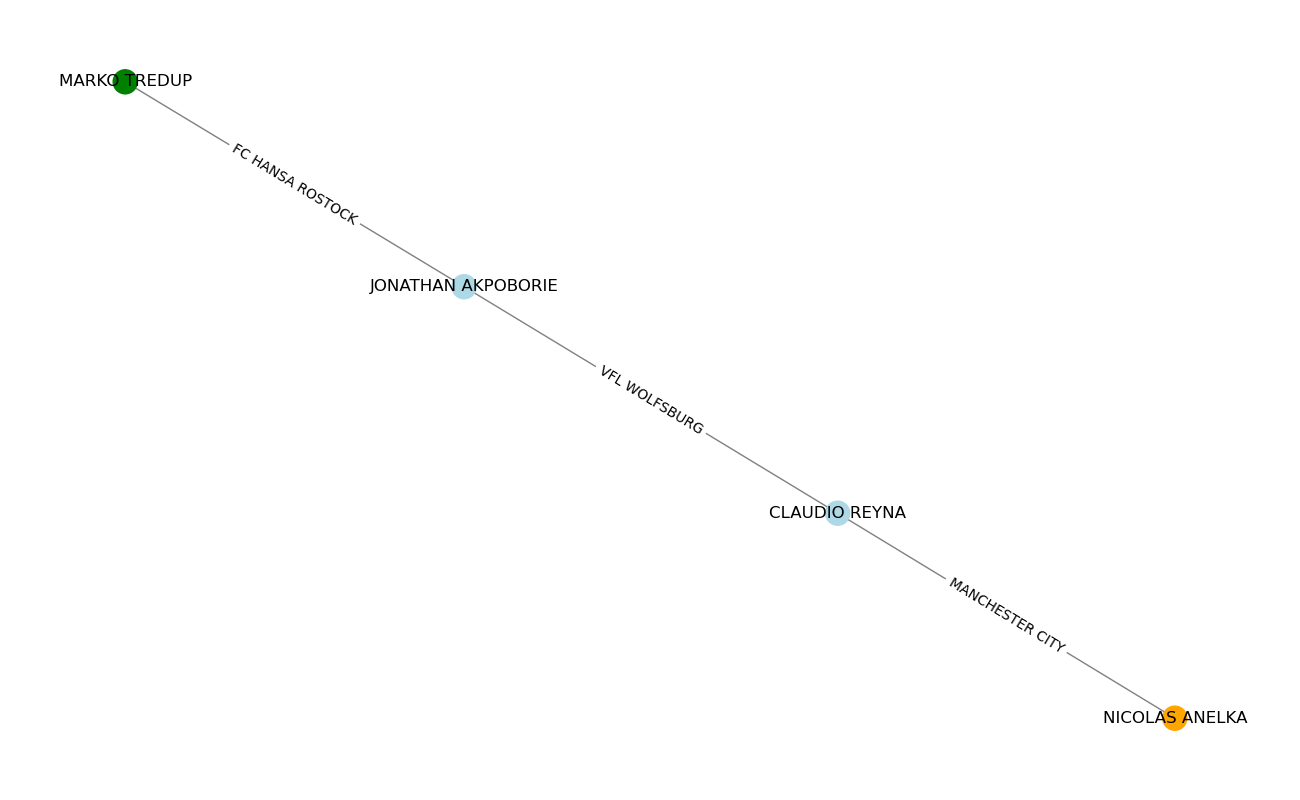 MARKO TREDUP
FC HANSA ROSTOCK
JONATHAN AKPOBORIE
VFL WOLFSBURG
CLAUDIO REYNA
MANCHESTER CITY
NICOLAS ANELKA